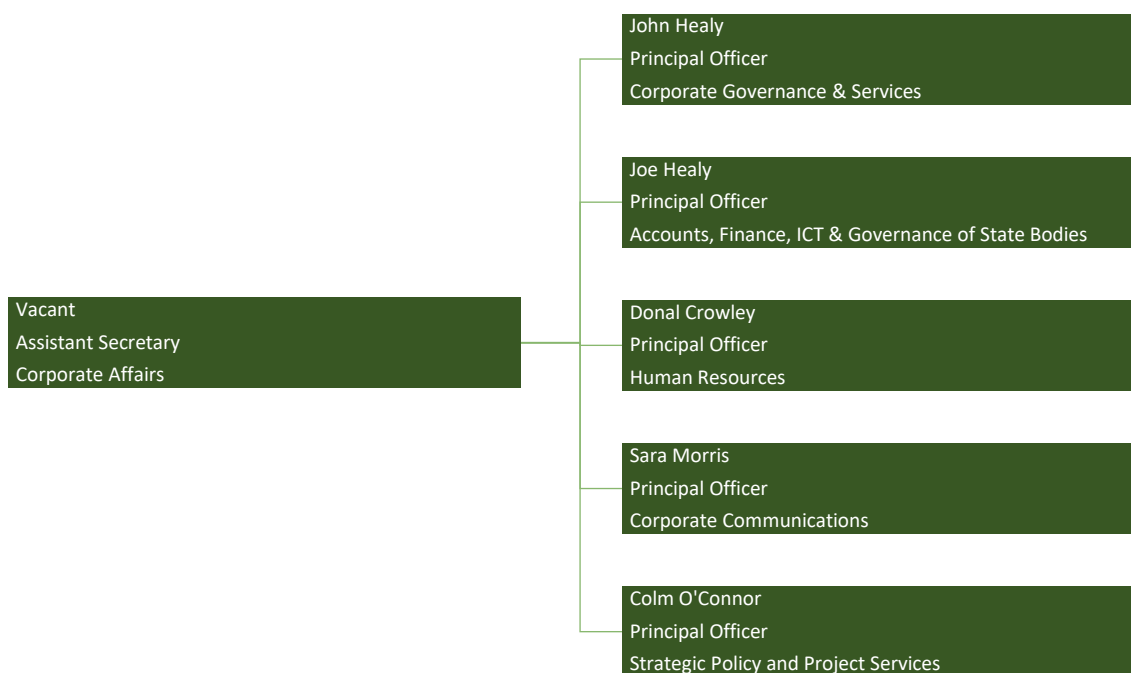 John Healy
Principal Officer
Corporate Governance & Services
Joe Healy
Principal Officer
Accounts, Finance, ICT & Governance of State Bodies
Vacant
Assistant Secretary
Corporate Affairs
Donal Crowley
Principal Officer
Human Resources
Sara Morris
Principal Officer
Corporate Communications
Colm O'Connor
Principal Officer
Strategic Policy and Project Services